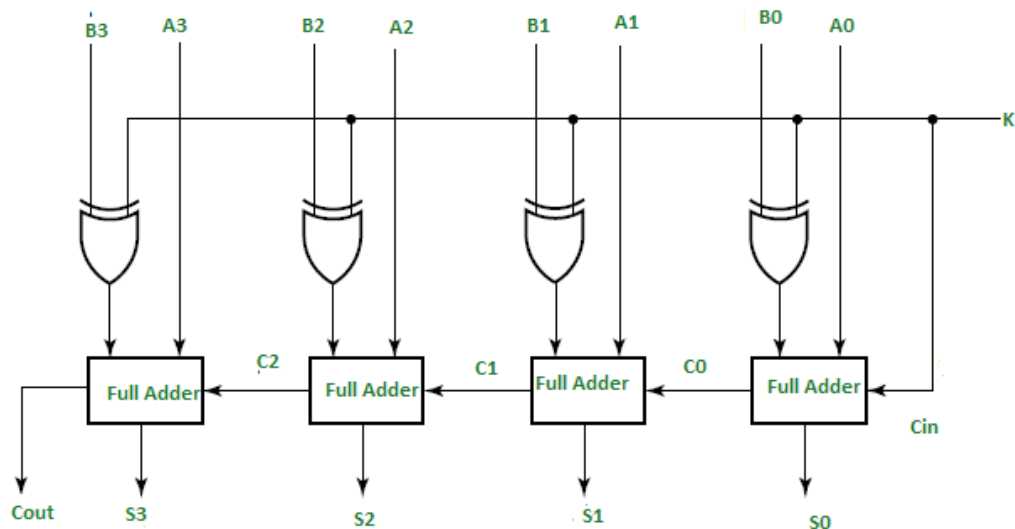 B3 A3 B2 A2 B1 A1 B0 A0
K
C2 C1 C0
Full Adder Full Adder Full Adder Full Adder
Cin
Cout S3 S2 S1 S0